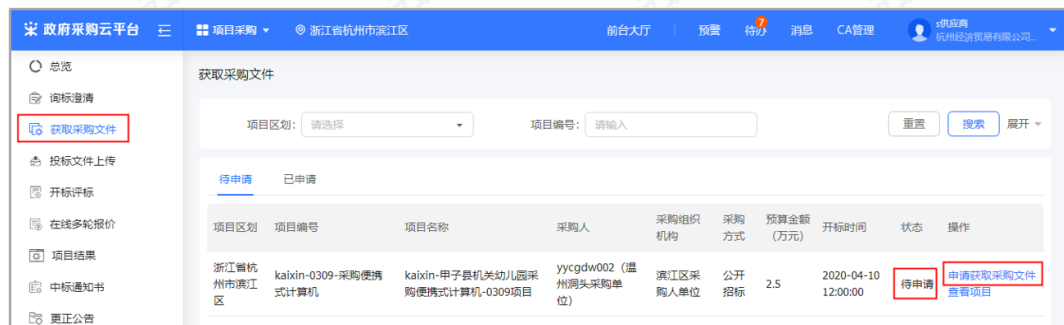 政府采购云平台
项目采购
浙江省杭州市滨江区
前台大厅
预警
待办
7
消息
CA管理
s供应商
杭州经济贸易有限公司...
总览
询标澄清
获取采购文件
投标文件上传
开标评标
在线多轮报价
项目结果
中标通知书
更正公告
获取采购文件
项目区划： 请选择
项目编号： 请输入
重置
搜索
展开
待申请
已申请
项目区划
项目编号
项目名称
采购人
采购组织
机构
采购
方式
预算金额
（万元）
开标时间
状态
操作
浙江省杭
州市滨江
区
kaixin-0309-采购便携
式计算机
kaixin-甲子县机关幼儿园采
购便携式计算机-0309项目
yycgdw002（温
州洞头采购单
位）
滨江区采
购人单位
公开
招标
2.5
2020-04-10
12:00:00
待申请
申请获取采购文件
查看项目